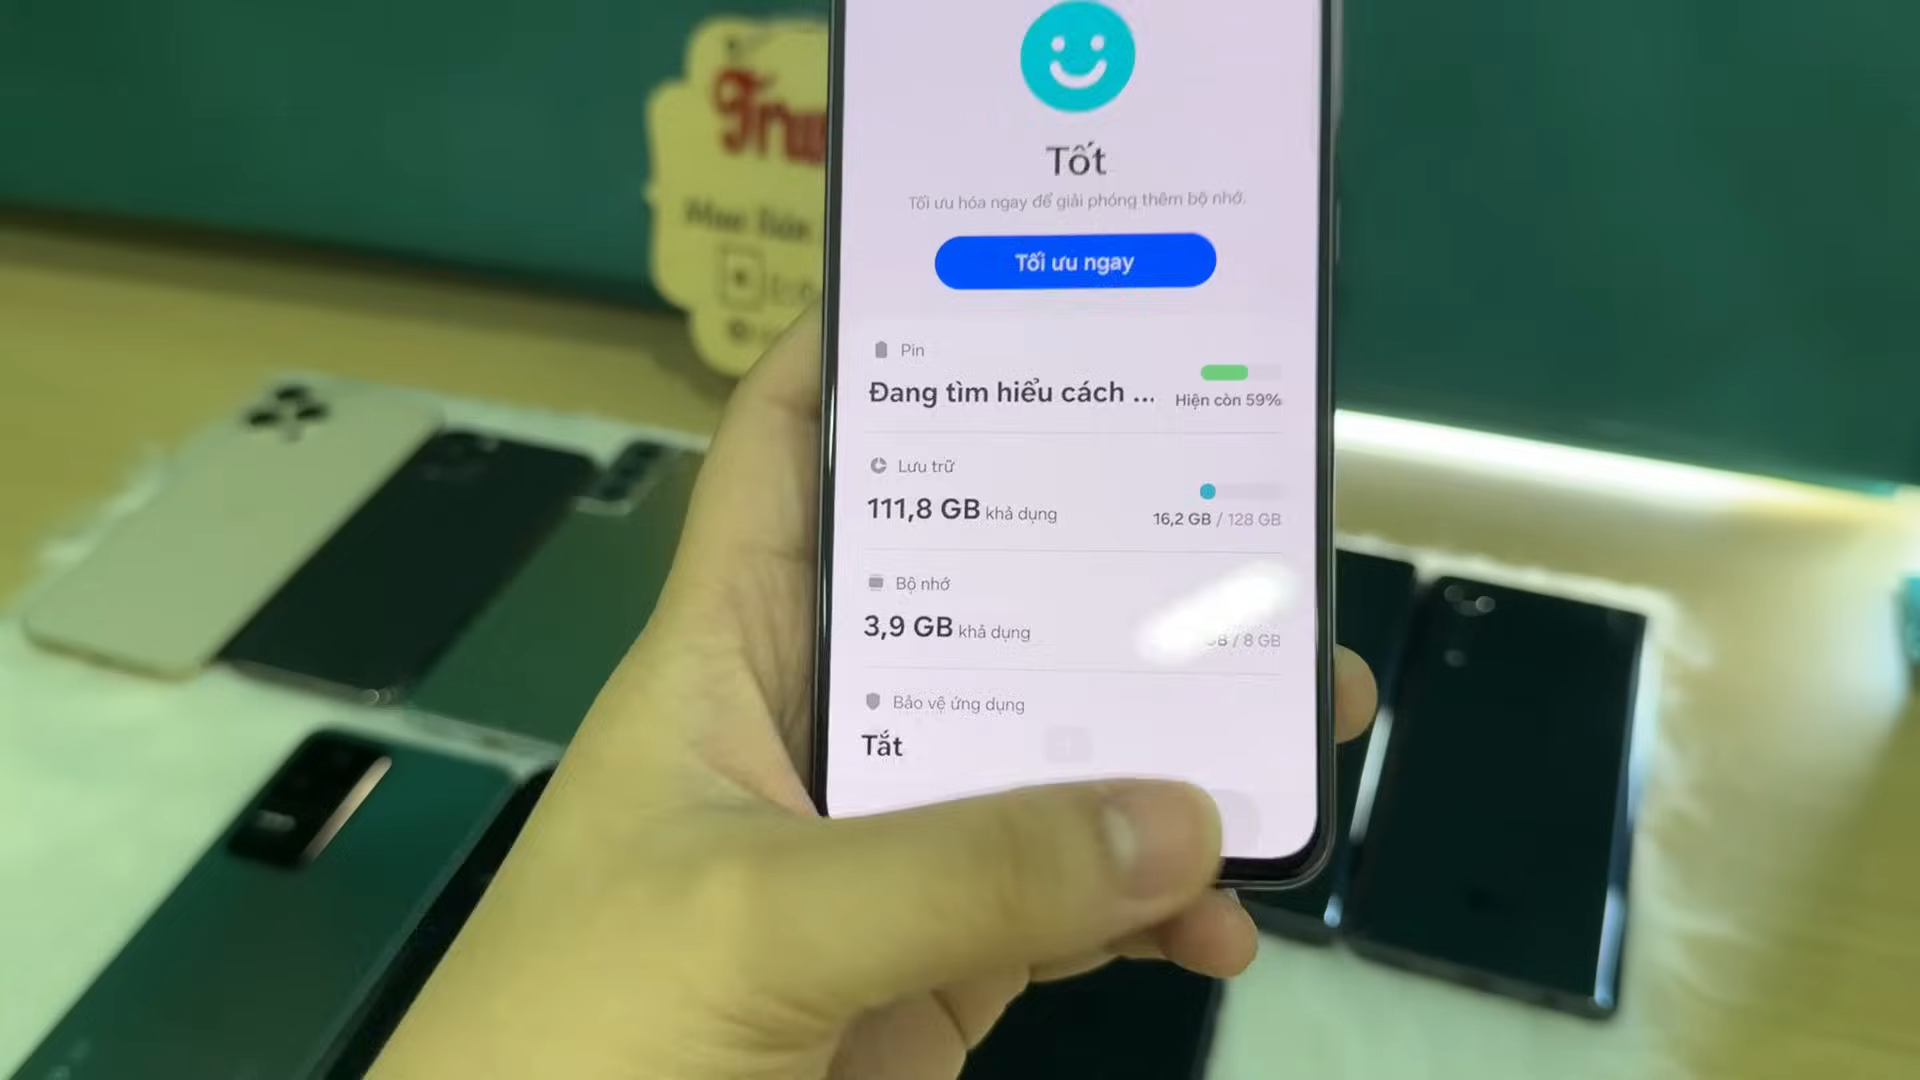 Tốt
Tối ưu hóa ngay để giải phóng thêm bộ nhớ.
Tối ưu ngay
Pin
Đang tìm hiểu cách ...
Hiện còn 59%
Lưu trữ
111,8 GB khả dụng
16,2 GB / 128 GB
Bộ nhớ
3,9 GB khả dụng
/ 8 GB
Bảo vệ ứng dụng
Tắt